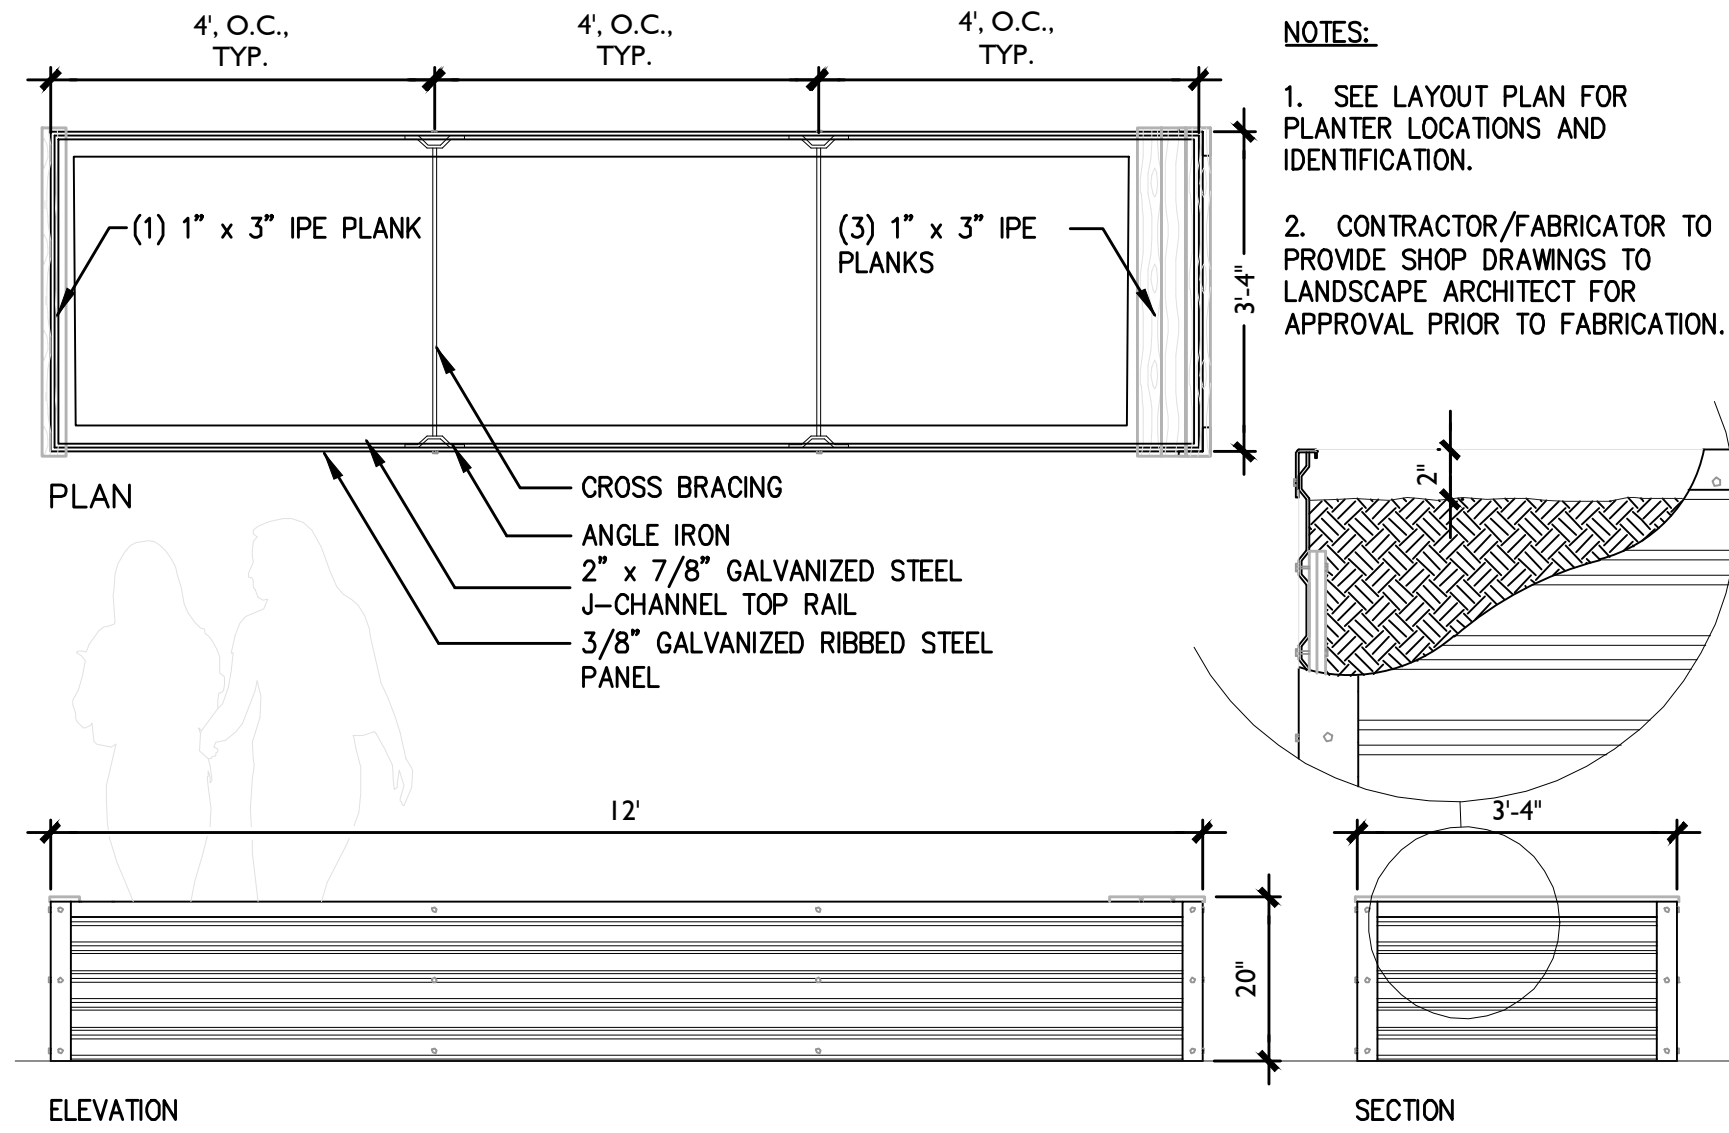 4', O.C.,
TYP.
4', O.C.,
TYP.
4', O.C.,
TYP.
NOTES:
1. SEE LAYOUT PLAN FOR
PLANTER LOCATIONS AND
IDENTIFICATION.
2. CONTRACTOR/FABRICATOR TO
PROVIDE SHOP DRAWINGS TO
LANDSCAPE ARCHITECT FOR
APPROVAL PRIOR TO FABRICATION.
(1) 1" x 3" IPE PLANK
(3) 1" x 3" IPE
PLANKS
3'-4"
PLAN
CROSS BRACING
ANGLE IRON
2" x 7/8" GALVANIZED STEEL
J-CHANNEL TOP RAIL
3/8" GALVANIZED RIBBED STEEL
PANEL
2"
12'
3'-4"
20"
ELEVATION
SECTION